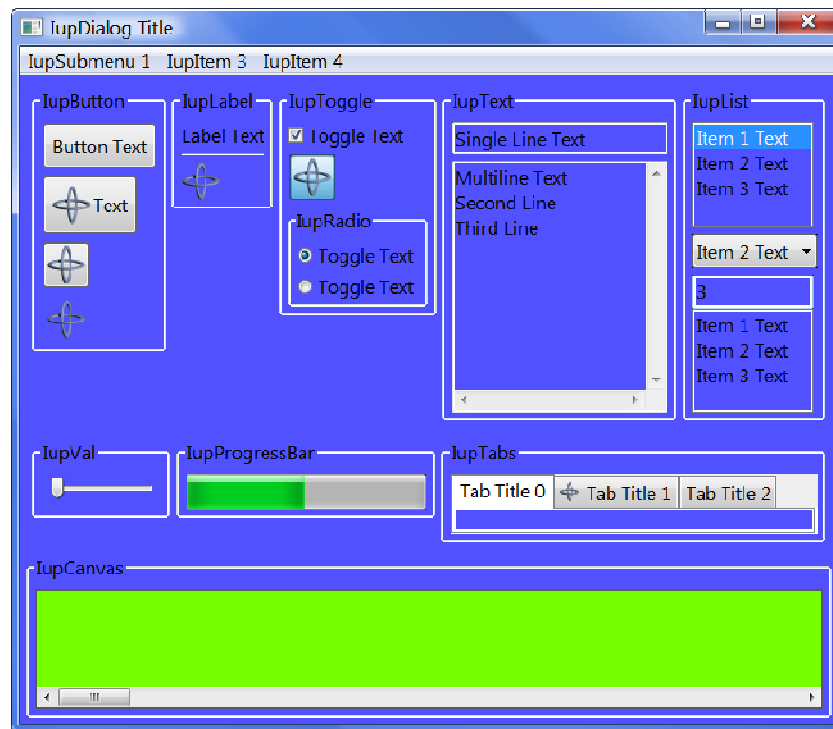 IupDialog Title
IupSubmenu 1 IupItem 3 IupItem 4
IupButton
Button Text
Text
IupLabel
Label Text
IupToggle
Toggle Text
IupRadio
Toggle Text
Toggle Text
IupText
Single Line Text
Multiline Text
Second Line
Third Line
IupList
Item 1 Text
Item 2 Text
Item 3 Text
Item 2 Text
3
Item 1 Text
Item 2 Text
Item 3 Text
IupVal
IupProgressBar
IupTabs
Tab Title 0 Tab Title 1 Tab Title 2
IupCanvas